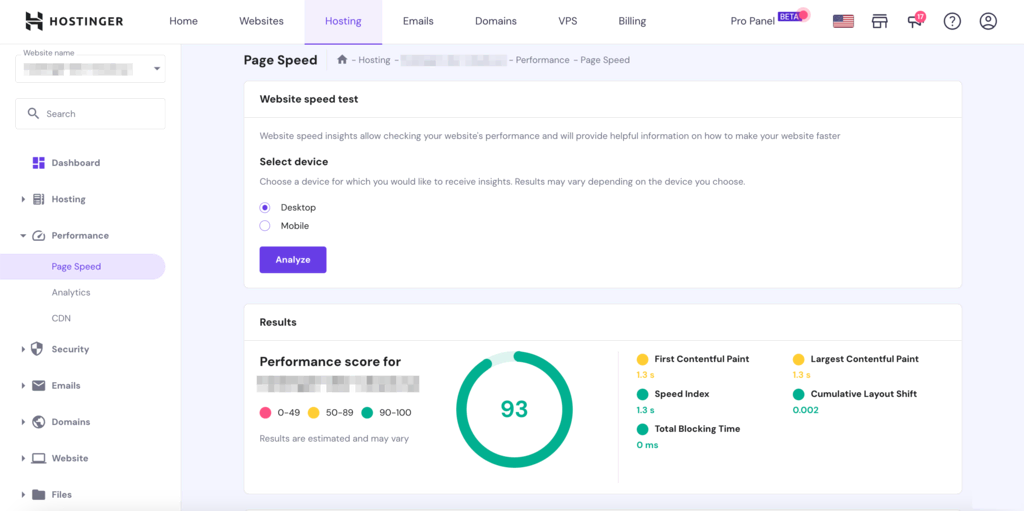 HOSTINGER
Home Websites Hosting Emails Domains VPS Billing Pro Panel BETA 17
Website name
Search
Dashboard
Hosting
Performance
Page Speed
Analytics
CDN
Security
Emails
Domains
Website
Files
Page Speed - Hosting - - Performance - Page Speed
Website speed test
Website speed insights allow checking your website's performance and will provide helpful information on how to make your website faster
Select device
Choose a device for which you would like to receive insights. Results may vary depending on the device you choose.
Desktop
Mobile
Analyze
Results
Performance score for
0-49 50-89 90-100
Results are estimated and may vary
93
First Contentful Paint Largest Contentful Paint
1.3 s 1.3 s
Speed Index Cumulative Layout Shift
1.3 s 0.002
Total Blocking Time
0 ms